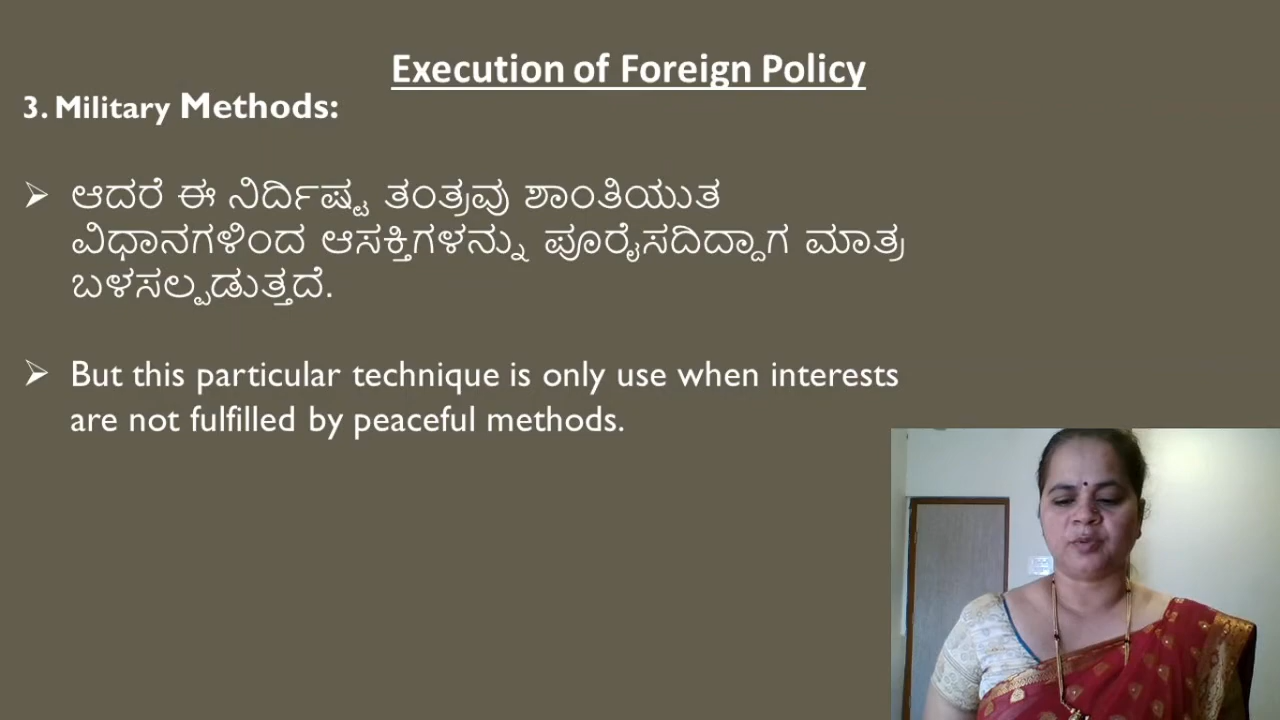 Execution of Foreign Policy
3. Military Methods:
➢ ಆದರೆ ಈ ನಿರ್ದಿಷ್ಟ ತಂತ್ರವು ಶಾಂತಿಯುತ
ವಿಧಾನಗಳಿಂದ ಆಸಕ್ತಿಗಳನ್ನು ಪೂರೈಸದಿದ್ದಾಗ ಮಾತ್ರ
ಬಳಸಲ್ಪಡುತ್ತದೆ.
➢ But this particular technique is only use when interests
are not fulfilled by peaceful methods.